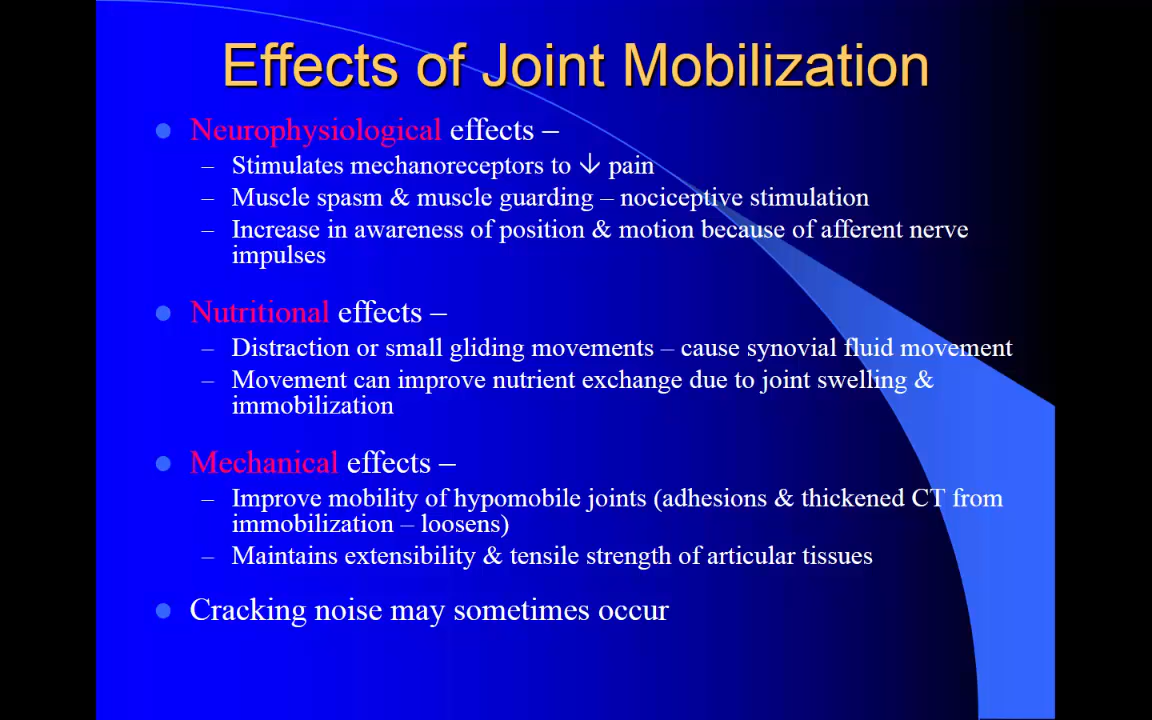 Effects of Joint Mobilization
● Neurophysiological effects –
– Stimulates mechanoreceptors to ↓ pain
– Muscle spasm & muscle guarding – nociceptive stimulation
– Increase in awareness of position & motion because of afferent nerve
impulses
● Nutritional effects –
– Distraction or small gliding movements – cause synovial fluid movement
– Movement can improve nutrient exchange due to joint swelling &
immobilization
● Mechanical effects –
– Improve mobility of hypomobile joints (adhesions & thickened CT from
immobilization – loosens)
– Maintains extensibility & tensile strength of articular tissues
● Cracking noise may sometimes occur